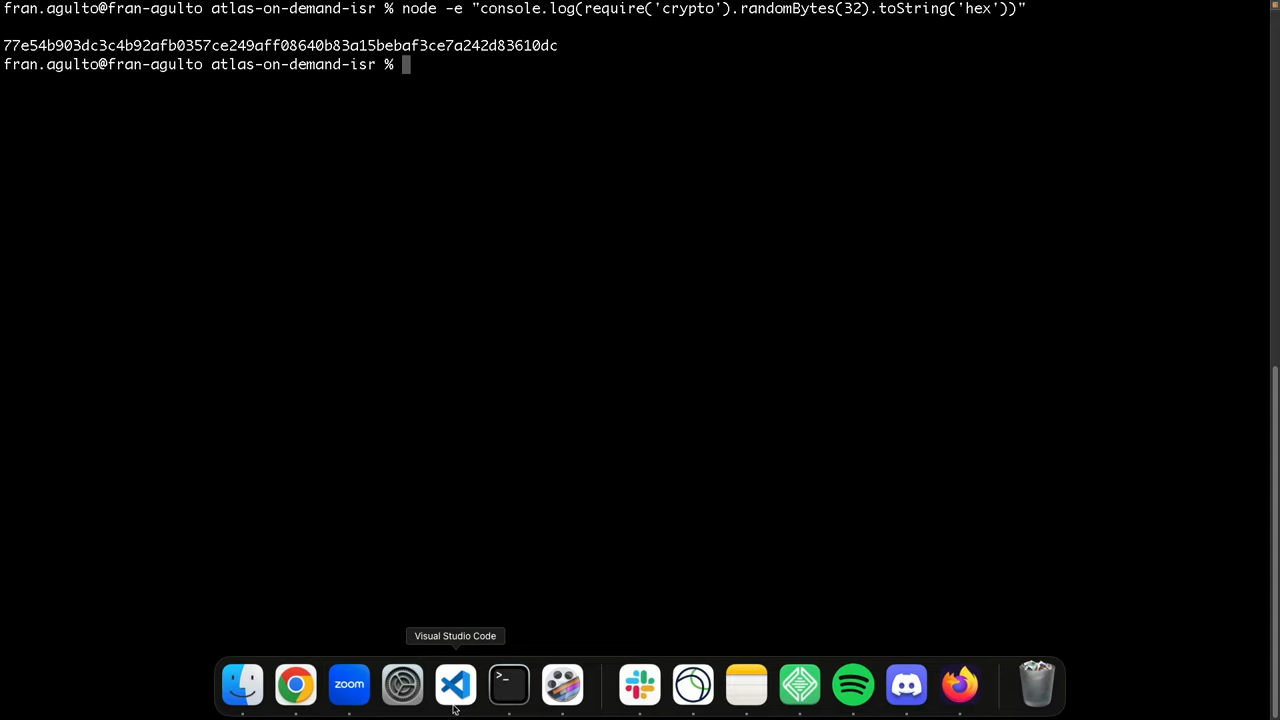 fran.agulto@fran-agulto atlas-on-demand-isr % node -e "console.log(require('crypto').randomBytes(32).toString('hex'))"
77e54b903dc3c4b92afb0357ce249aff08640b83a15bebaf3ce7a242d83610dc
fran.agulto@fran-agulto atlas-on-demand-isr %
Visual Studio Code
zoom
>_